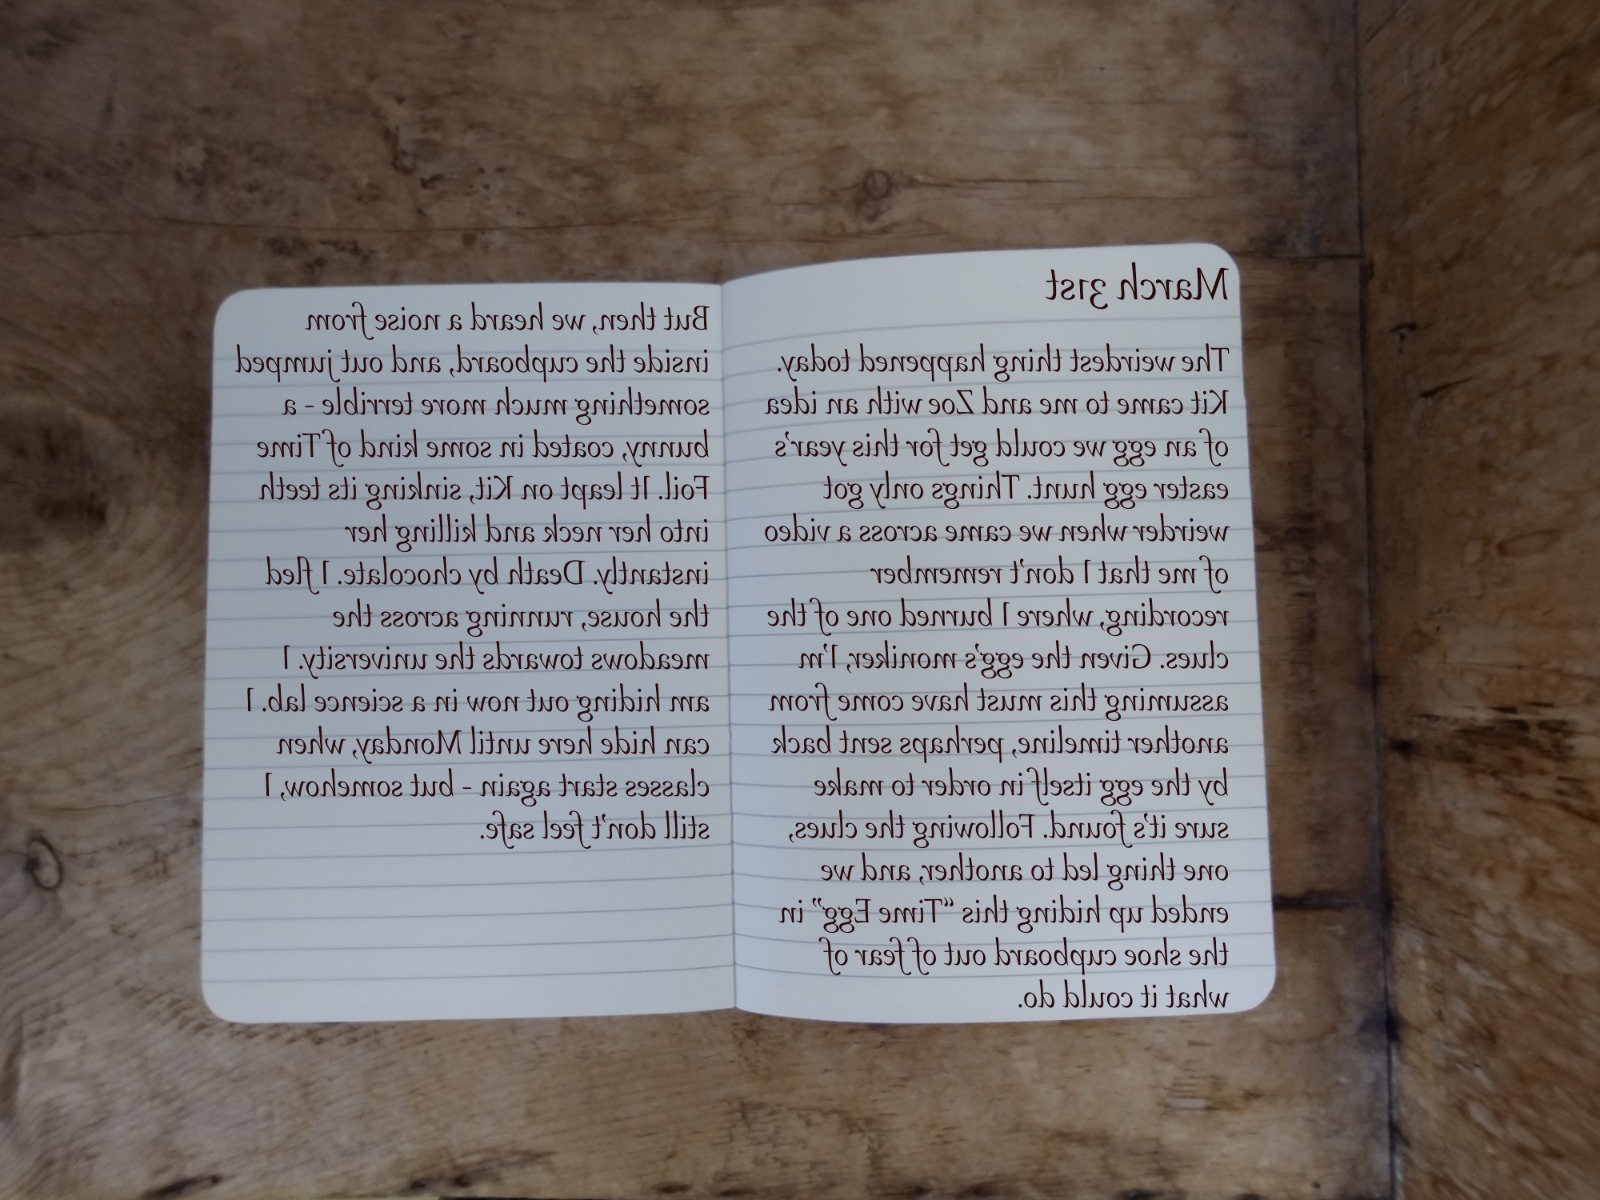 March 31st
The weirdest thing happened today.
Kit came to me and Zoe with an idea
of an egg we could get for this year's
easter egg hunt. Things only got
weirder when we came across a video
of me that I don't remember
recording, where I burned one of the
clues. Given the egg's moniker, I'm
assuming this must have come from
another timeline, perhaps sent back
by the egg itself in order to make
sure it's found. Following the clues,
one thing led to another, and we
ended up hiding this “Time Egg” in
the shoe cupboard out of fear of
what it could do.
But then, we heard a noise from
inside the cupboard, and out jumped
something much more terrible - a
bunny, coated in some kind of Time
Foil. It leapt on Kit, sinking its teeth
into her neck and killing her
instantly. Death by chocolate. I fled
the house, running across the
meadows towards the university. I
am hiding out now in a science lab. I
can hide here until Monday, when
classes start again - but somehow, I
still don't feel safe.